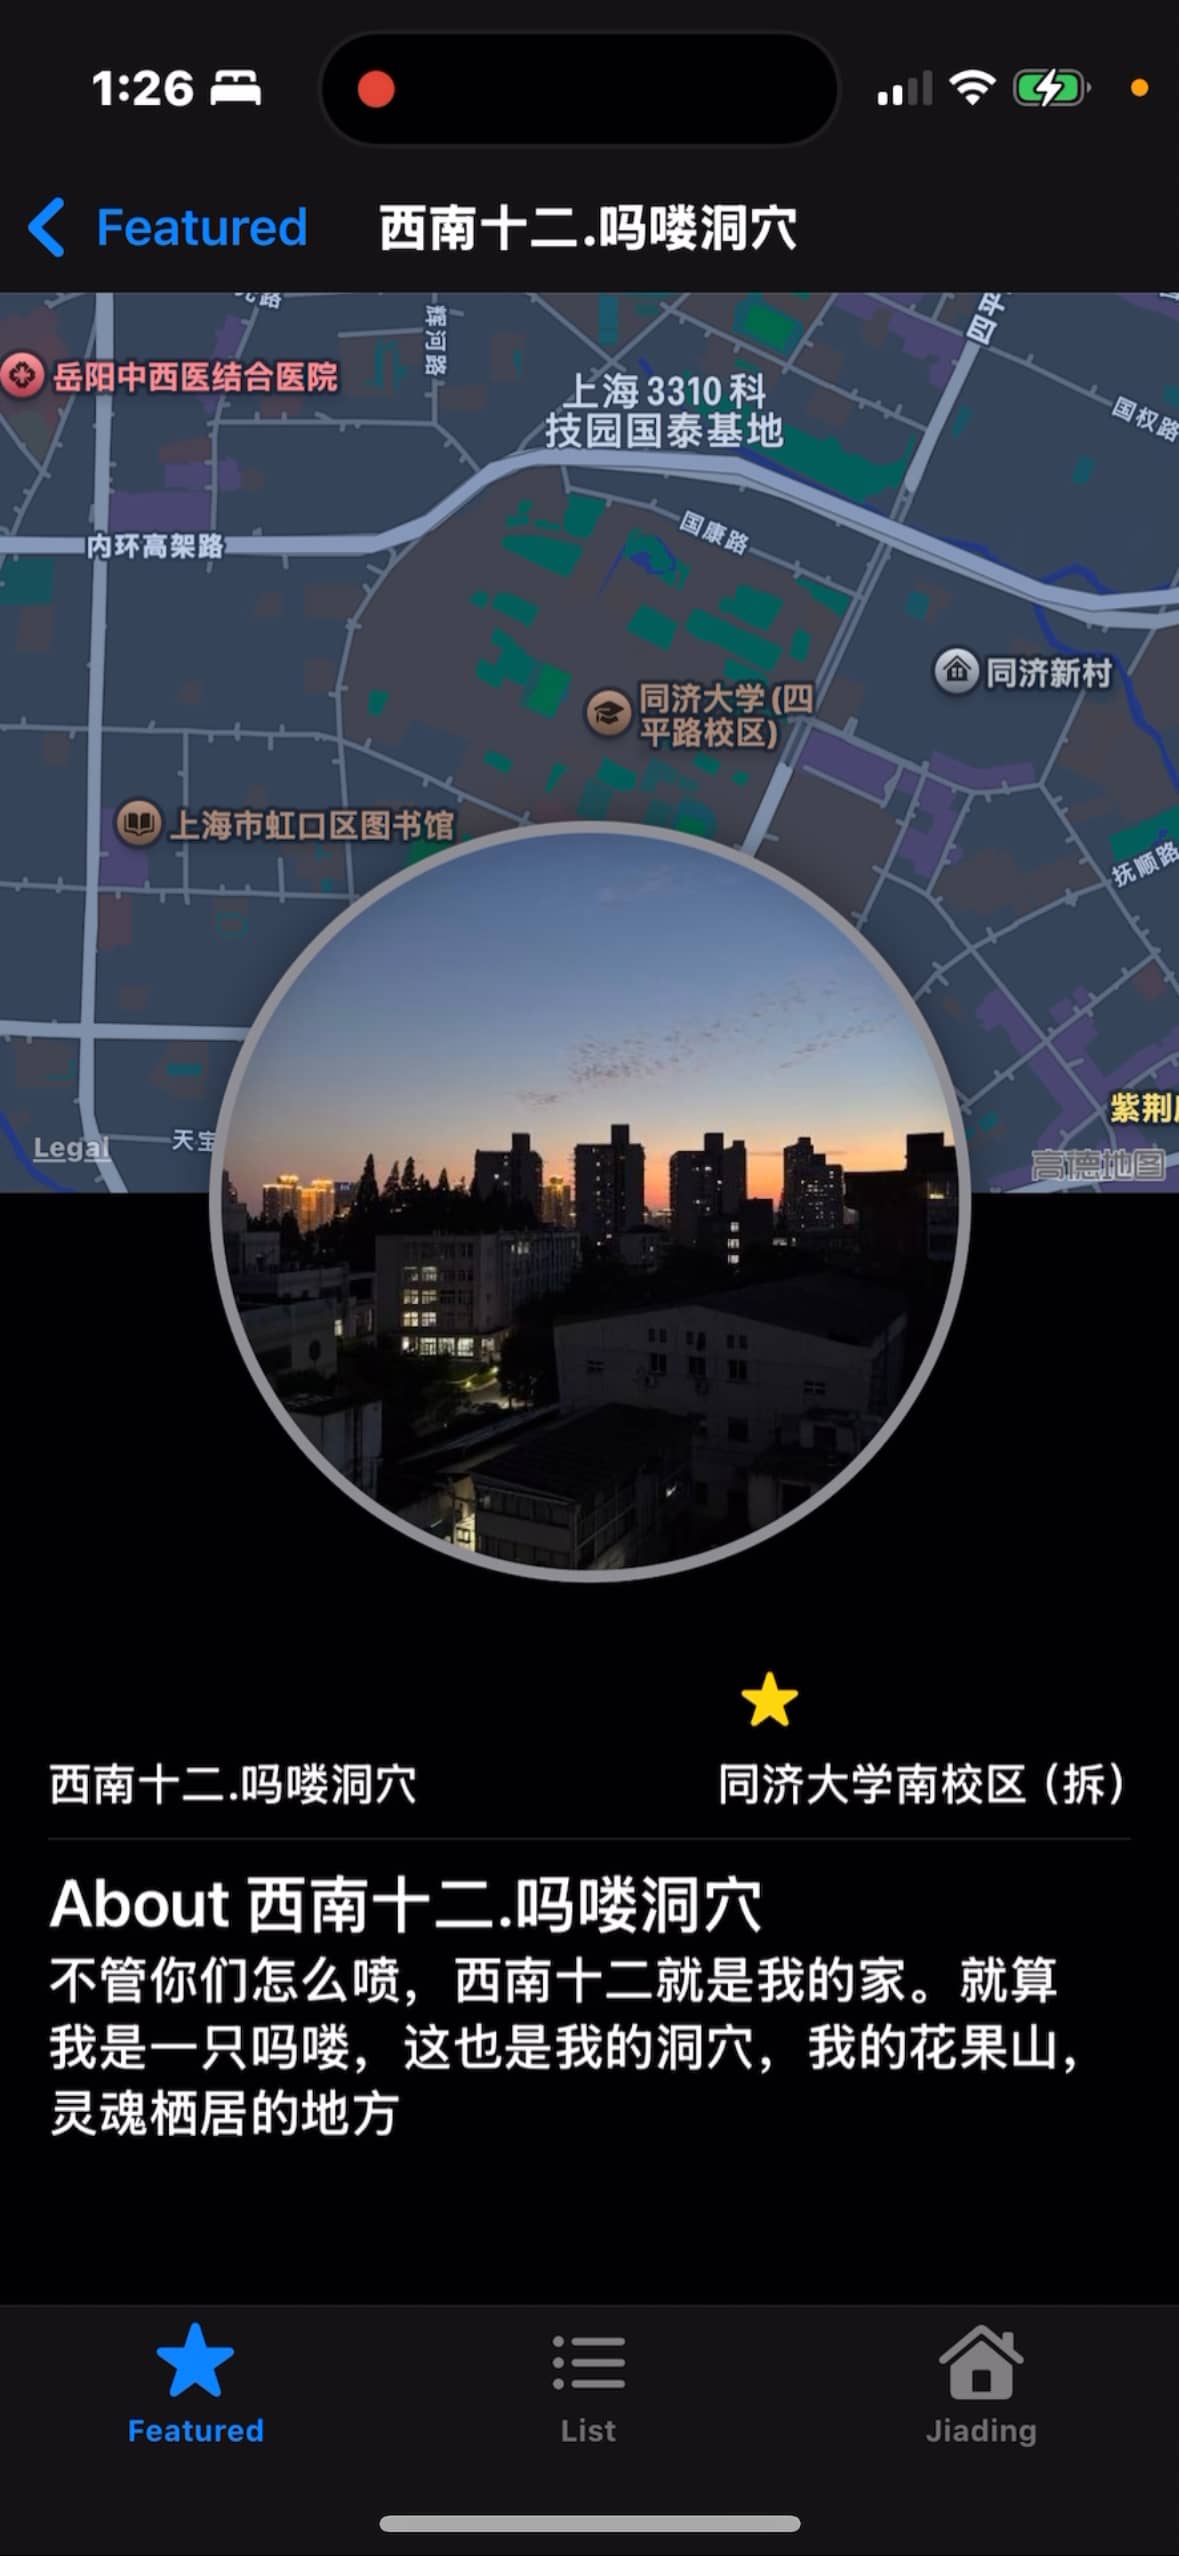 1:26
Featured
西南十二.吗喽洞穴
辉河路
四平
岳阳中西医结合医院
上海3310科
技园国泰基地
国权路
国康路
内环高架路
同济新村
同济大学(四
平路校区)
上海市虹口区图书馆
抚顺路
紫荆
天宝
Legal
高德地图
西南十二.吗喽洞穴
同济大学南校区（拆）
About 西南十二.吗喽洞穴
不管你们怎么喷，西南十二就是我的家。就算
我是一只吗喽，这也是我的洞穴，我的花果山，
灵魂栖居的地方
Featured
List
Jiading